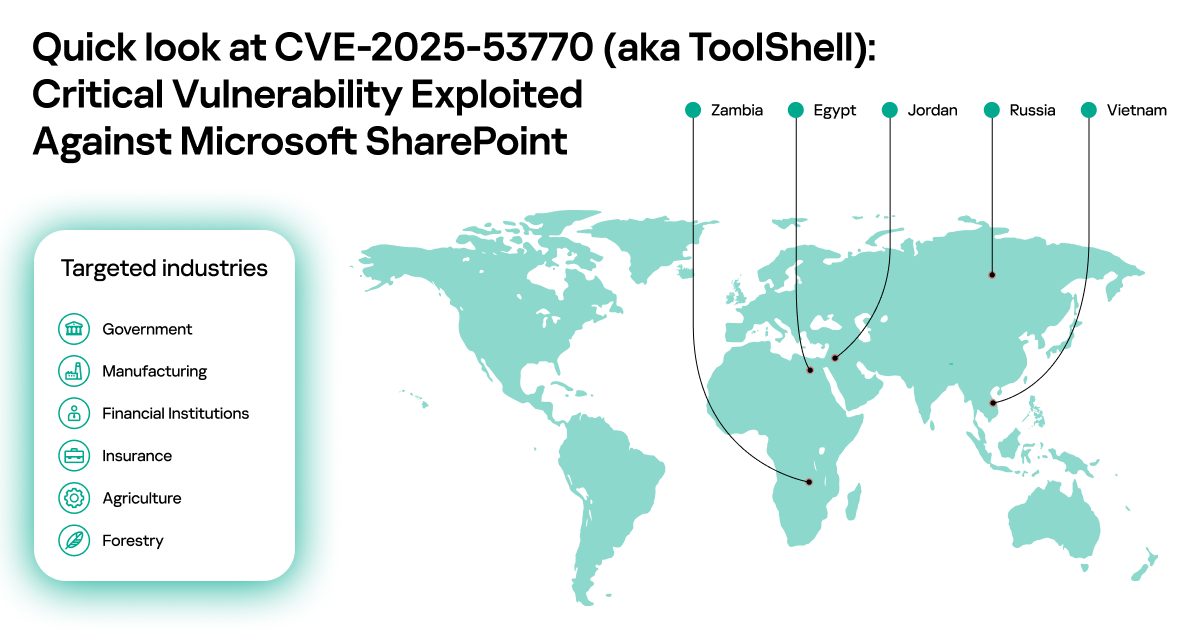 Quick look at CVE-2025-53770 (aka ToolShell):
Critical Vulnerability Exploited
Against Microsoft SharePoint
Zambia
Egypt
Jordan
Russia
Vietnam
Targeted industries
Government
Manufacturing
Financial Institutions
Insurance
Agriculture
Forestry